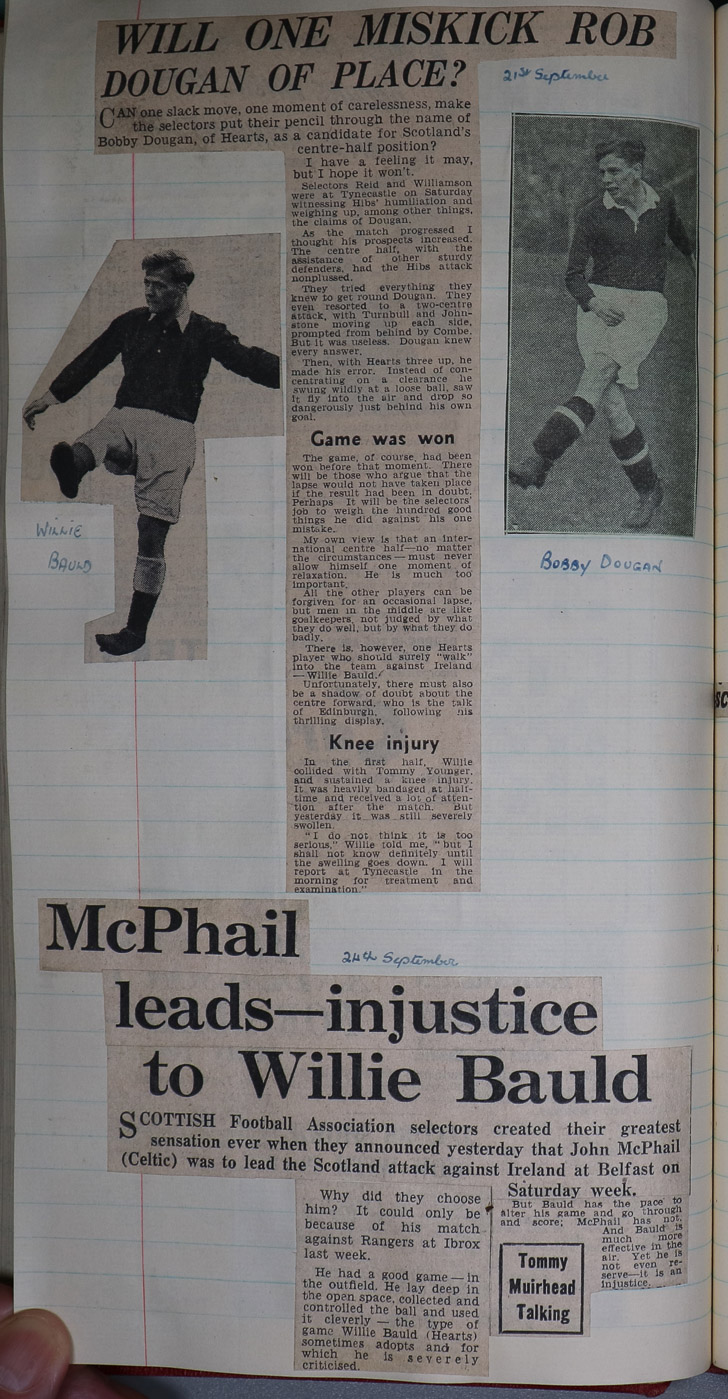 WILL ONE MISKICK ROB
DOUGAN OF PLACE?
21st September
CAN one slack move, one moment of carelessness, make
the selectors put their pencil through the name of
Bobby Dougan, of Hearts, as a candidate for Scotland's
centre-half position?
I have a feeling it may,
but I hope it won't.
Selectors Reid and Williamson
were at Tynecastle on Saturday
witnessing Hibs' humiliation and
weighing up, among other things,
the claims of Dougan.
As the match progressed I
thought his prospects increased.
The centre half, with the
assistance of other sturdy
defenders, had the Hibs attack
nonplussed.
They tried everything they
knew to get round Dougan. They
even resorted to a two-centre
attack, with Turnbull and John-
stone moving up each side,
prompted from behind by Combe.
But it was useless. Dougan knew
every answer.
Then, with Hearts three up, he
made his error. Instead of con-
centrating on a clearance he
swung wildly at a loose ball, saw
it fly into the air and drop so
dangerously just behind his own
goal.
Game was won
The game, of course, had been
won before that moment. There
will be those who argue that the
lapse would not have taken place
if the result had been in doubt.
Perhaps It will be the selectors'
job to weigh the hundred good
things he did against his one
mistake.
My own view is that an inter-
national centre half—no matter
the circumstances—must never
allow himself one moment of
relaxation. He is much too
important.
All the other players can be
forgiven for an occasional lapse,
but men in the middle are like
goalkeepers, not judged by what
they do well, but by what they do
badly.
There is, however, one Hearts
player who should surely "walk"
into the team against Ireland
—Willie Bauld.
Unfortunately, there must also
be a shadow of doubt about the
centre forward, who is the talk
of Edinburgh, following his
thrilling display.
Knee injury
In the first half, Willie
collided with Tommy Younger,
and sustained a knee injury.
It was heavily bandaged at half-
time and received a lot of atten-
tion after the match. But
yesterday it was still severely
swollen.
"I do not think it is too
serious," Willie told me, "but I
shall not know definitely until
the swelling goes down. I will
report at Tynecastle in the
morning for treatment and
examination."
WILLIE
BAULD
BOBBY DOUGAN
McPhail
24th September
leads—injustice
to Willie Bauld
SCOTTISH Football Association selectors created their greatest
sensation ever when they announced yesterday that John McPhail
(Celtic) was to lead the Scotland attack against Ireland at Belfast on
Saturday week.
Why did they choose
him? It could only be
because of his match
against Rangers at Ibrox
last week.
He had a good game—in
the outfield. He lay deep in
the open space, collected and
controlled the ball and used
it cleverly—the type of
game Willie Bauld (Hearts)
sometimes adopts and for
which he is severely
criticised.
But Bauld has the pace to
alter his game and go through
and score; McPhail has not.
And Bauld is
much more
effective in the
air. Yet he is
not even re-
serve—it is an
injustice.
Tommy
Muirhead
Talking